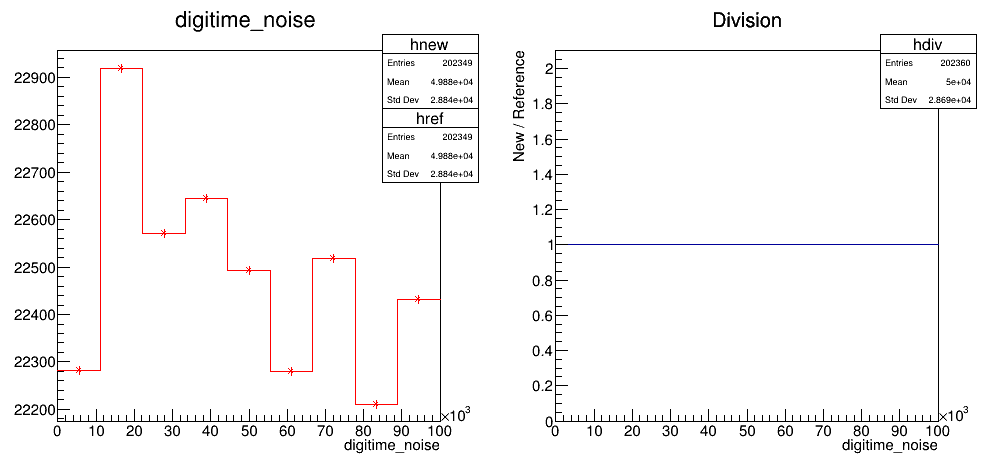 digitime_noise
hnew
Entries 202349
Mean 4.988e+04
Std Dev 2.884e+04
href
Entries 202349
Mean 4.988e+04
Std Dev 2.884e+04
22900
22800
22700
22600
22500
22400
22300
22200
0 10 20 30 40 50 60 70 80 90 100
×10³
digitime_noise
Division
hdiv
Entries 202360
Mean 5e+04
Std Dev 2.869e+04
New / Reference
2
1.8
1.6
1.4
1.2
1
0.8
0.6
0.4
0.2
0
0 10 20 30 40 50 60 70 80 90 100
×10³
digitime_noise